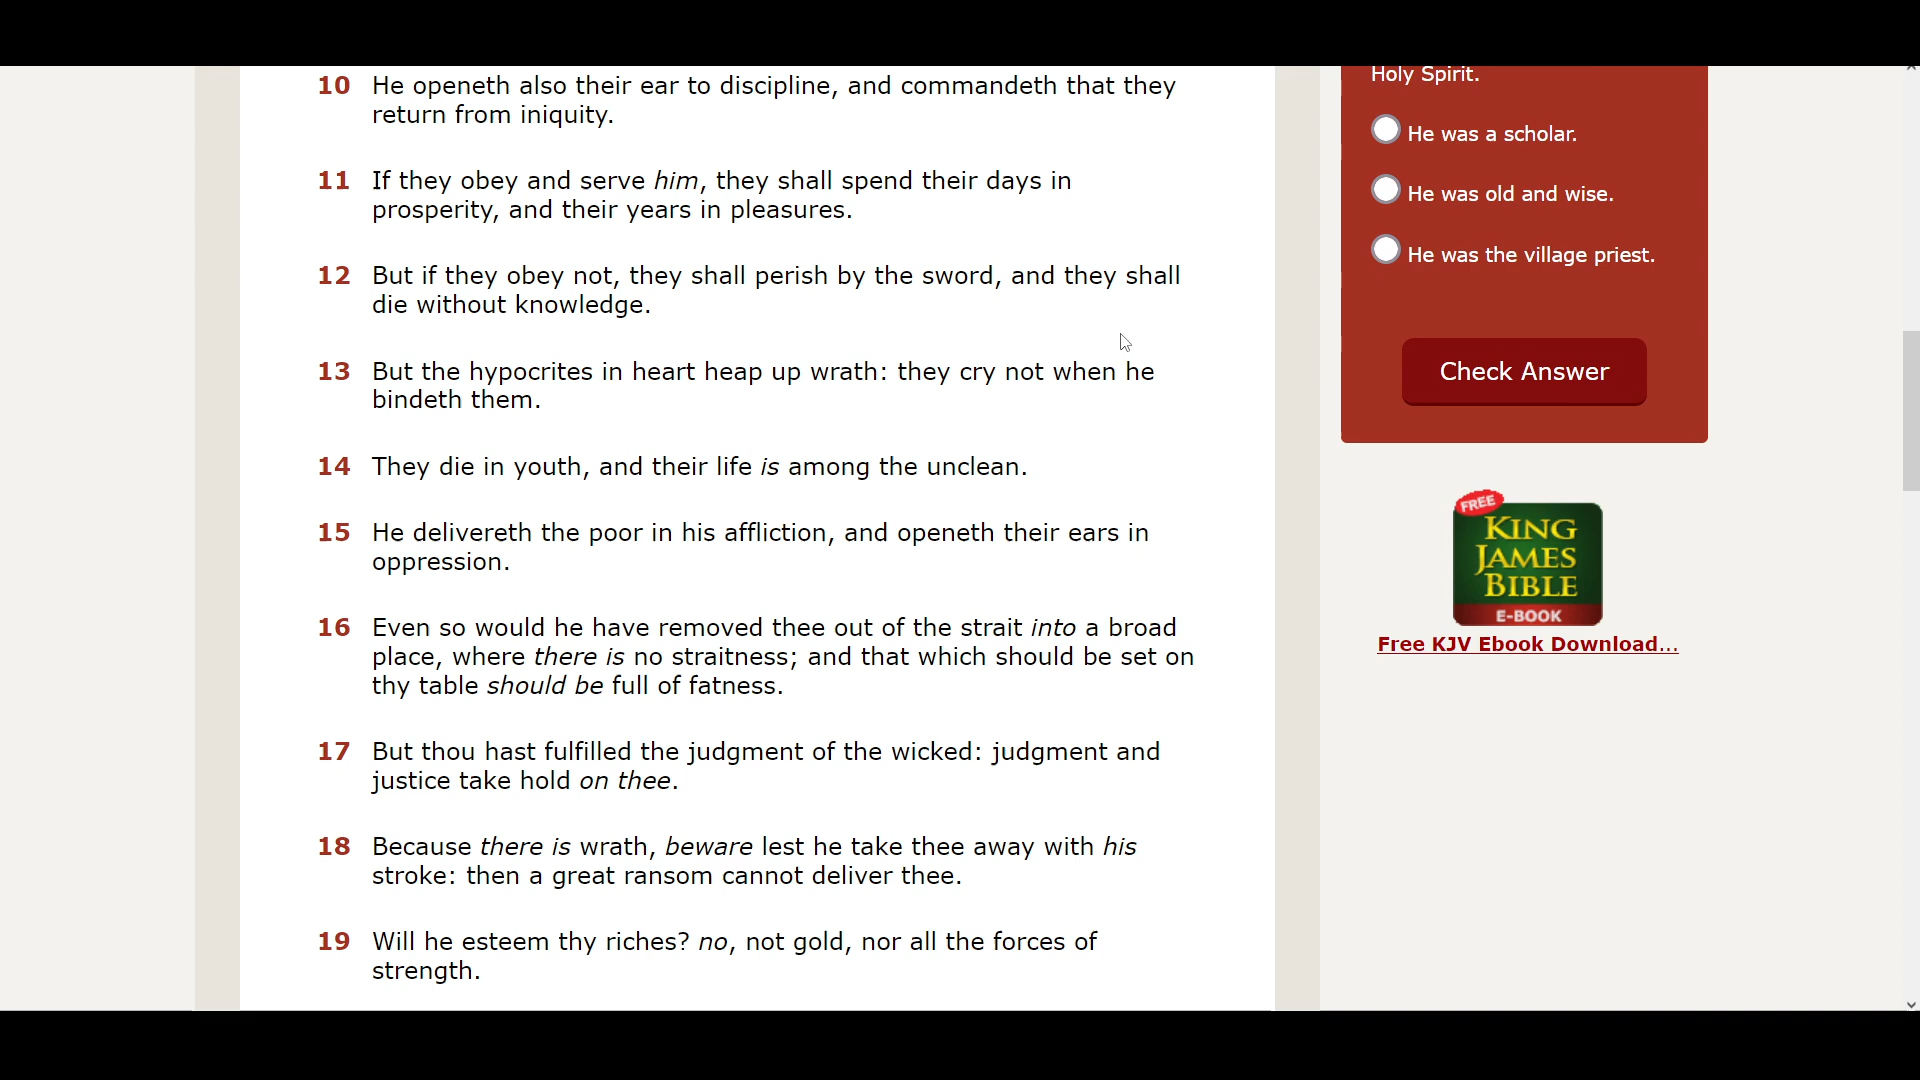 10 He openeth also their ear to discipline, and commandeth that they
return from iniquity.
11 If they obey and serve him, they shall spend their days in
prosperity, and their years in pleasures.
12 But if they obey not, they shall perish by the sword, and they shall
die without knowledge.
13 But the hypocrites in heart heap up wrath: they cry not when he
bindeth them.
14 They die in youth, and their life is among the unclean.
15 He delivereth the poor in his affliction, and openeth their ears in
oppression.
16 Even so would he have removed thee out of the strait into a broad
place, where there is no straitness; and that which should be set on
thy table should be full of fatness.
17 But thou hast fulfilled the judgment of the wicked: judgment and
justice take hold on thee.
18 Because there is wrath, beware lest he take thee away with his
stroke: then a great ransom cannot deliver thee.
19 Will he esteem thy riches? no, not gold, nor all the forces of
strength.
Holy Spirit.
He was a scholar.
He was old and wise.
He was the village priest.
Check Answer
FREE
KING
JAMES
BIBLE
E-BOOK
Free KJV Ebook Download...